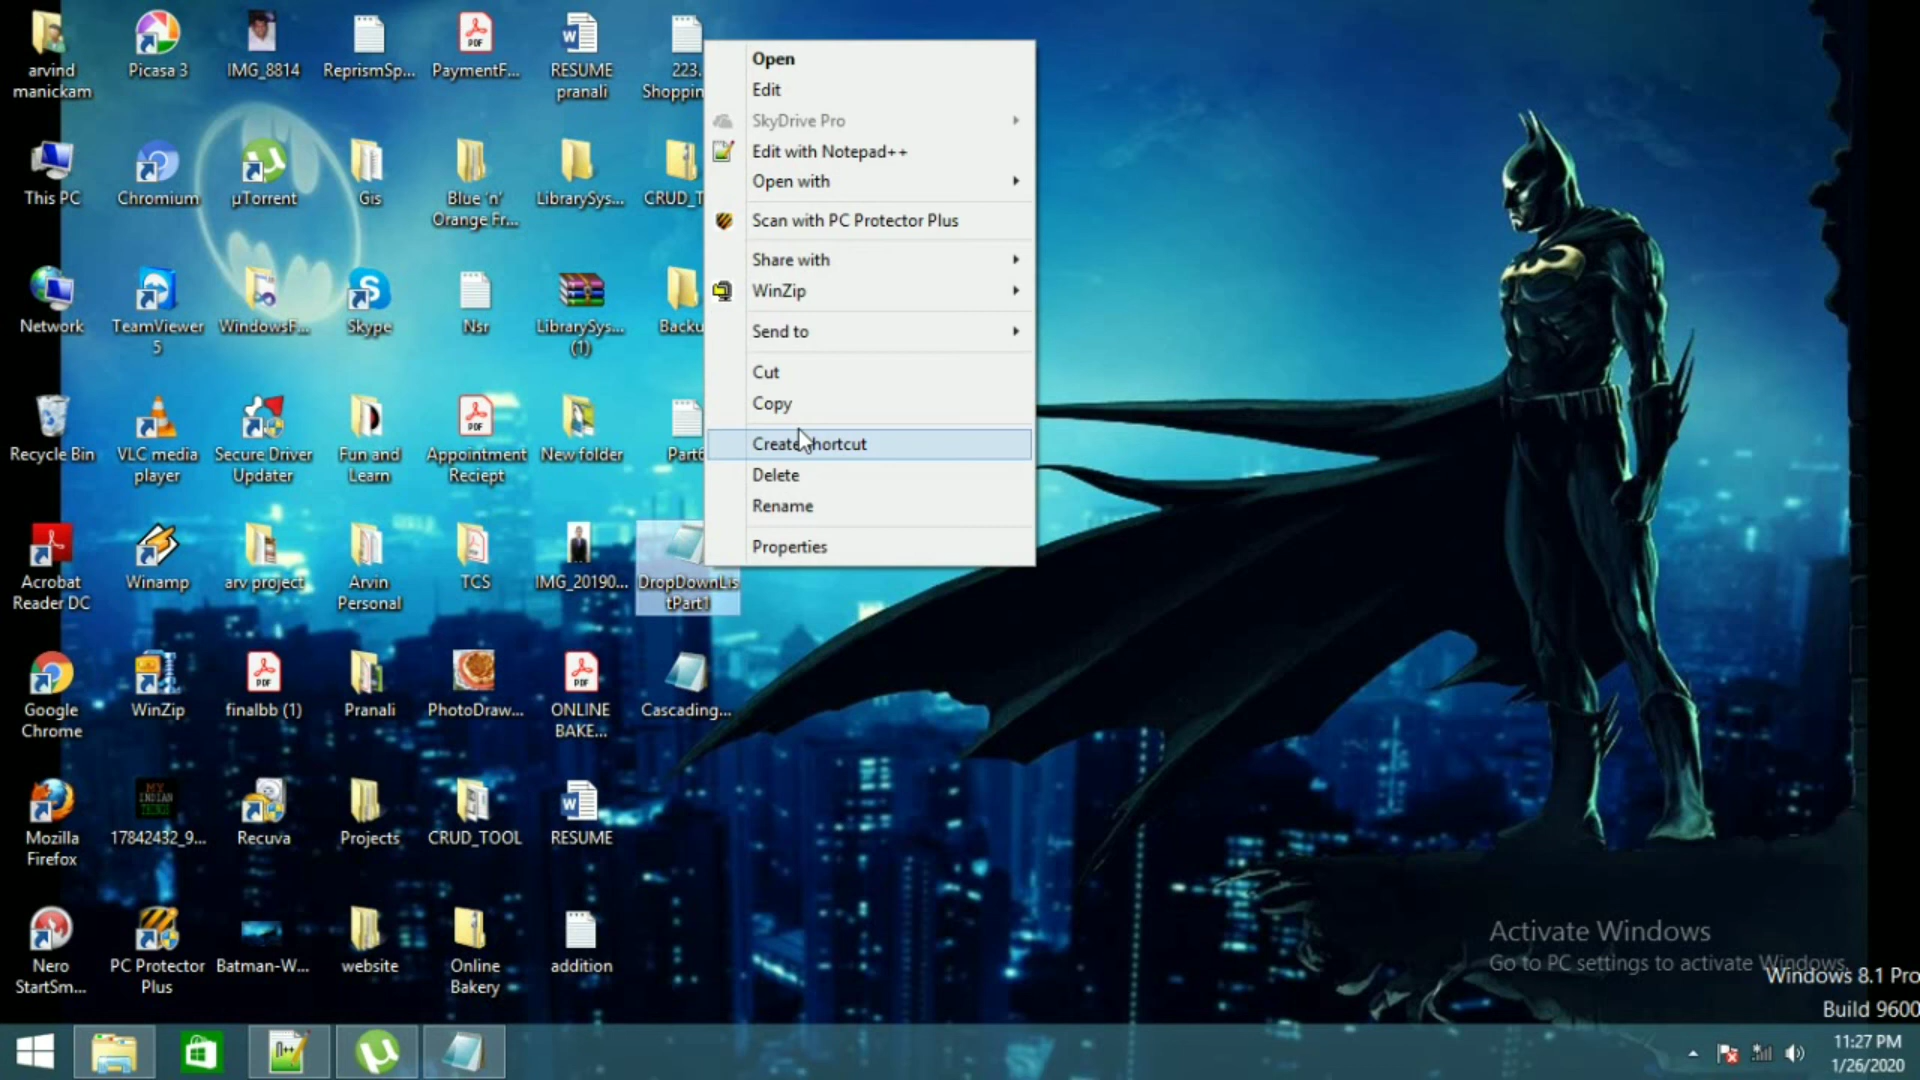 arvind
manickam
Picasa 3
IMG_8814
ReprismSp...
PaymentF...
RESUME
pranali
223.
Shoppin
This PC
Chromium
µTorrent
Gis
Blue 'n'
Orange Fr...
LibrarySys...
CRUD_T
Network
TeamViewer
5
WindowsF...
Skype
Nsr
LibrarySys...
(1)
Backu
Recycle Bin
VLC media
player
Secure Driver
Updater
Fun and
Learn
Appointment
Reciept
New folder
Part6
Acrobat
Reader DC
Winamp
arv project
Arvin
Personal
TCS
IMG_20190...
DropDownLis
tPart1
Google
Chrome
WinZip
finalbb (1)
Pranali
PhotoDraw...
ONLINE
BAKE...
Cascading...
Mozilla
Firefox
MY
INDIAN
THINGS
17842432_9...
Recuva
Projects
CRUD_TOOL
RESUME
Nero
StartSm...
PC Protector
Plus
Batman-W...
website
Online
Bakery
addition
Open
Edit
SkyDrive Pro
Edit with Notepad++
Open with
Scan with PC Protector Plus
Share with
WinZip
Send to
Cut
Copy
Create shortcut
Delete
Rename
Properties
Activate Windows
Go to PC settings to activate Windows.
Windows 8.1 Pro
Build 9600
11:27 PM
1/26/2020